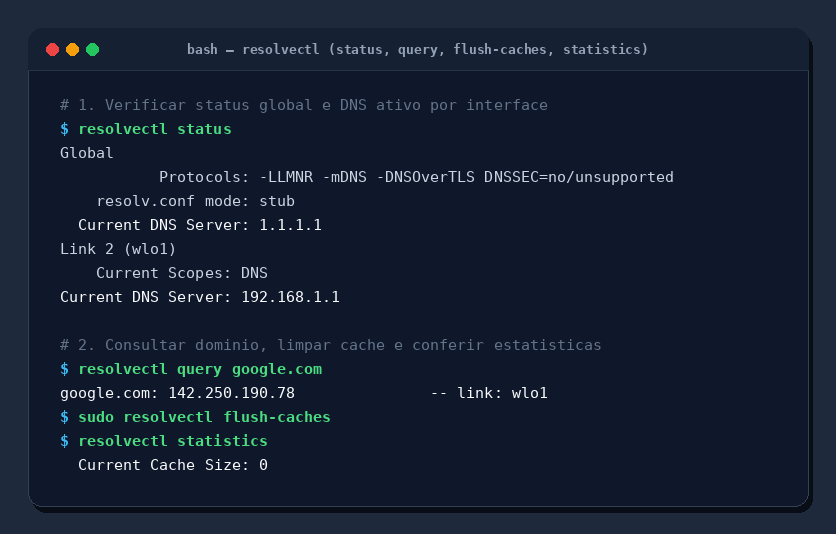 bash — resolvectl (status, query, flush-caches, statistics)
# 1. Verificar status global e DNS ativo por interface
$ resolvectl status
Global
           Protocols: -LLMNR -mDNS -DNSOverTLS DNSSEC=no/unsupported
    resolv.conf mode: stub
  Current DNS Server: 1.1.1.1
Link 2 (wlo1)
    Current Scopes: DNS
Current DNS Server: 192.168.1.1
# 2. Consultar dominio, limpar cache e conferir estatisticas
$ resolvectl query google.com
google.com: 142.250.190.78               -- link: wlo1
$ sudo resolvectl flush-caches
$ resolvectl statistics
  Current Cache Size: 0